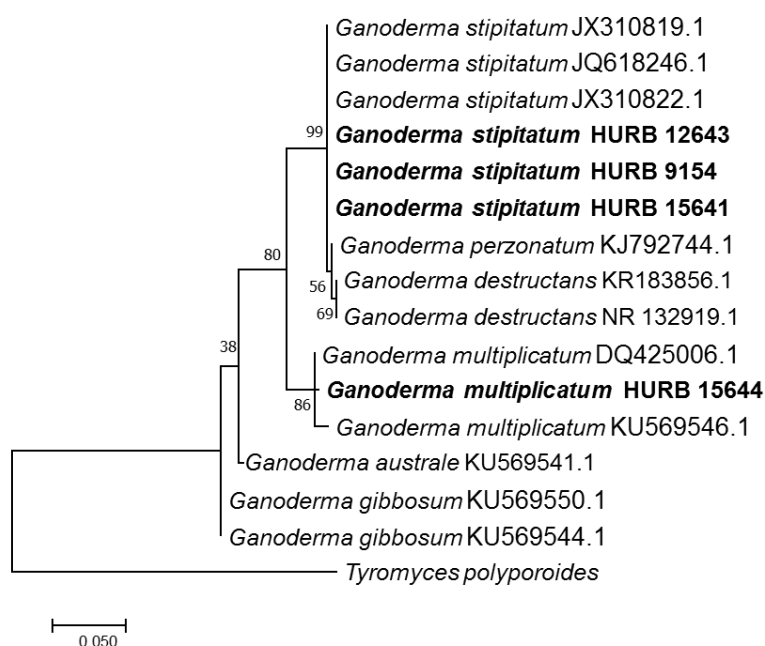 Ganoderma stipitatum JX310819.1
Ganoderma stipitatum JQ618246.1
Ganoderma stipitatum JX310822.1
99
Ganoderma stipitatum HURB 12643
Ganoderma stipitatum HURB 9154
Ganoderma stipitatum HURB 15641
Ganoderma perzonatum KJ792744.1
80
56
Ganoderma destructans KR183856.1
69
Ganoderma destructans NR 132919.1
38
Ganoderma multiplicatum DQ425006.1
Ganoderma multiplicatum HURB 15644
86
Ganoderma multiplicatum KU569546.1
Ganoderma australe KU569541.1
Ganoderma gibbosum KU569550.1
Ganoderma gibbosum KU569544.1
Tyromyces polyporoides
0.050